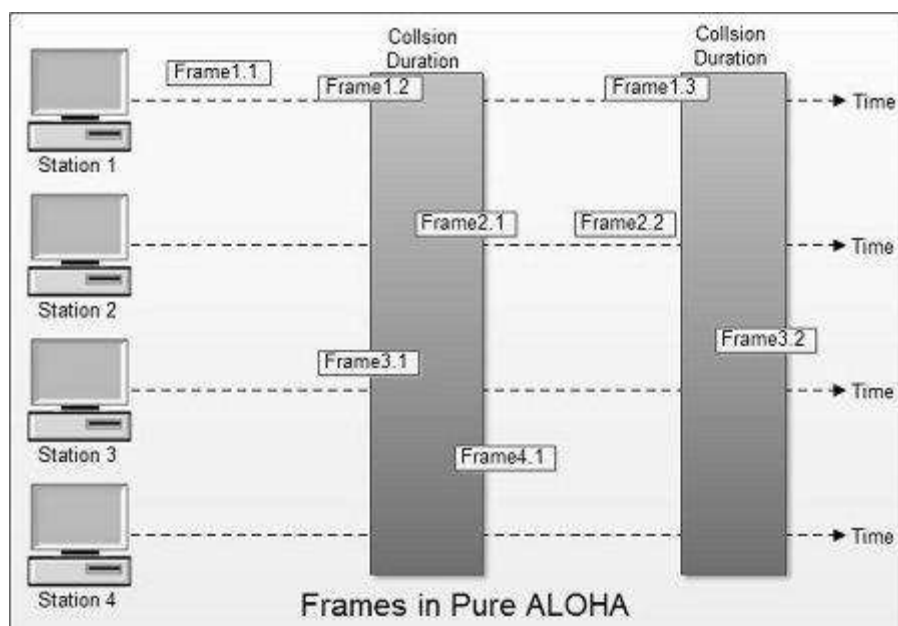 Collsion
Duration
Collsion
Duration
Frame1.1
Frame1.2
Frame1.3
Time
Station 1
Frame2.1
Frame2.2
Time
Station 2
Frame3.1
Frame3.2
Time
Station 3
Frame4.1
Time
Station 4
Frames in Pure ALOHA